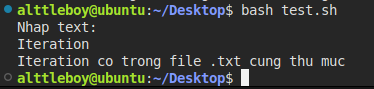 alttleboy@ubuntu:~/Desktop$ bash test.sh
Nhap text:
Iteration
Iteration co trong file .txt cung thu muc
alttleboy@ubuntu:~/Desktop$